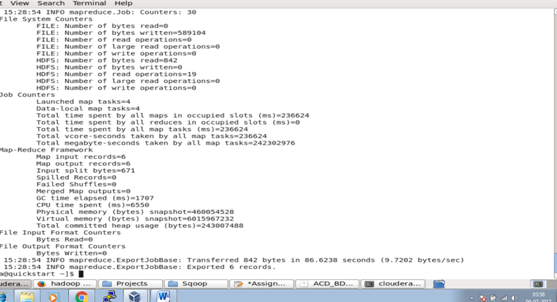 t View Search Terminal Help
15:28:54 INFO mapreduce.Job: Counters: 30
File System Counters
FILE: Number of bytes read=0
FILE: Number of bytes written=589104
FILE: Number of read operations=0
FILE: Number of large read operations=0
FILE: Number of write operations=0
HDFS: Number of bytes read=842
HDFS: Number of bytes written=0
HDFS: Number of read operations=19
HDFS: Number of large read operations=0
HDFS: Number of write operations=0
Job Counters
Launched map tasks=4
Data-local map tasks=4
Total time spent by all maps in occupied slots (ms)=236624
Total time spent by all reduces in occupied slots (ms)=0
Total time spent by all map tasks (ms)=236624
Total vcore-seconds taken by all map tasks=236624
Total megabyte-seconds taken by all map tasks=242302976
Map-Reduce Framework
Map input records=6
Map output records=6
Input split bytes=671
Spilled Records=0
Failed Shuffles=0
Merged Map outputs=0
GC time elapsed (ms)=1707
CPU time spent (ms)=6550
Physical memory (bytes) snapshot=460054528
Virtual memory (bytes) snapshot=6015967232
Total committed heap usage (bytes)=243007488
File Input Format Counters
Bytes Read=0
File Output Format Counters
Bytes Written=0
15:28:54 INFO mapreduce.ExportJobBase: Transferred 842 bytes in 86.6238 seconds (9.7202 bytes/sec)
15:28:54 INFO mapreduce.ExportJobBase: Exported 6 records.
a@quickstart ~]$
udera... hadoop ... Projects Sqoop *Assign... ACD_BD... cloudera...
03:58